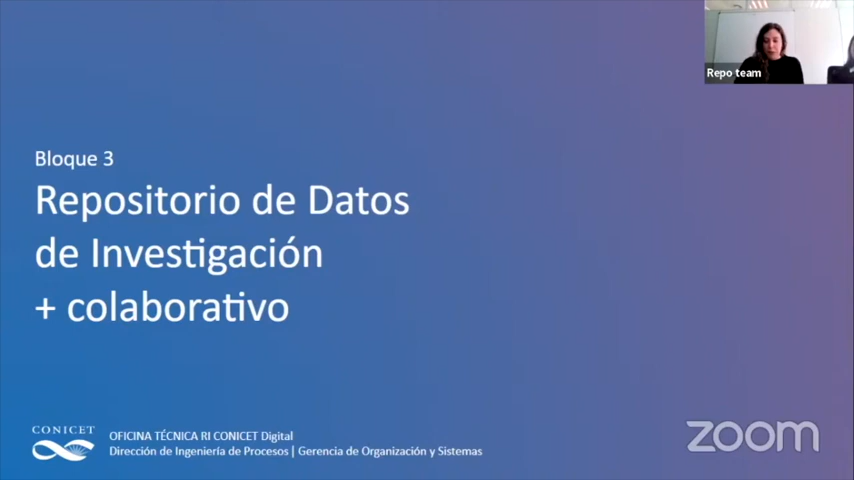 Repo team
Bloque 3
Repositorio de Datos
de Investigación
+ colaborativo
CONICET
OFICINA TÉCNICA RI CONICET Digital
Dirección de Ingeniería de Procesos | Gerencia de Organización y Sistemas
zoom